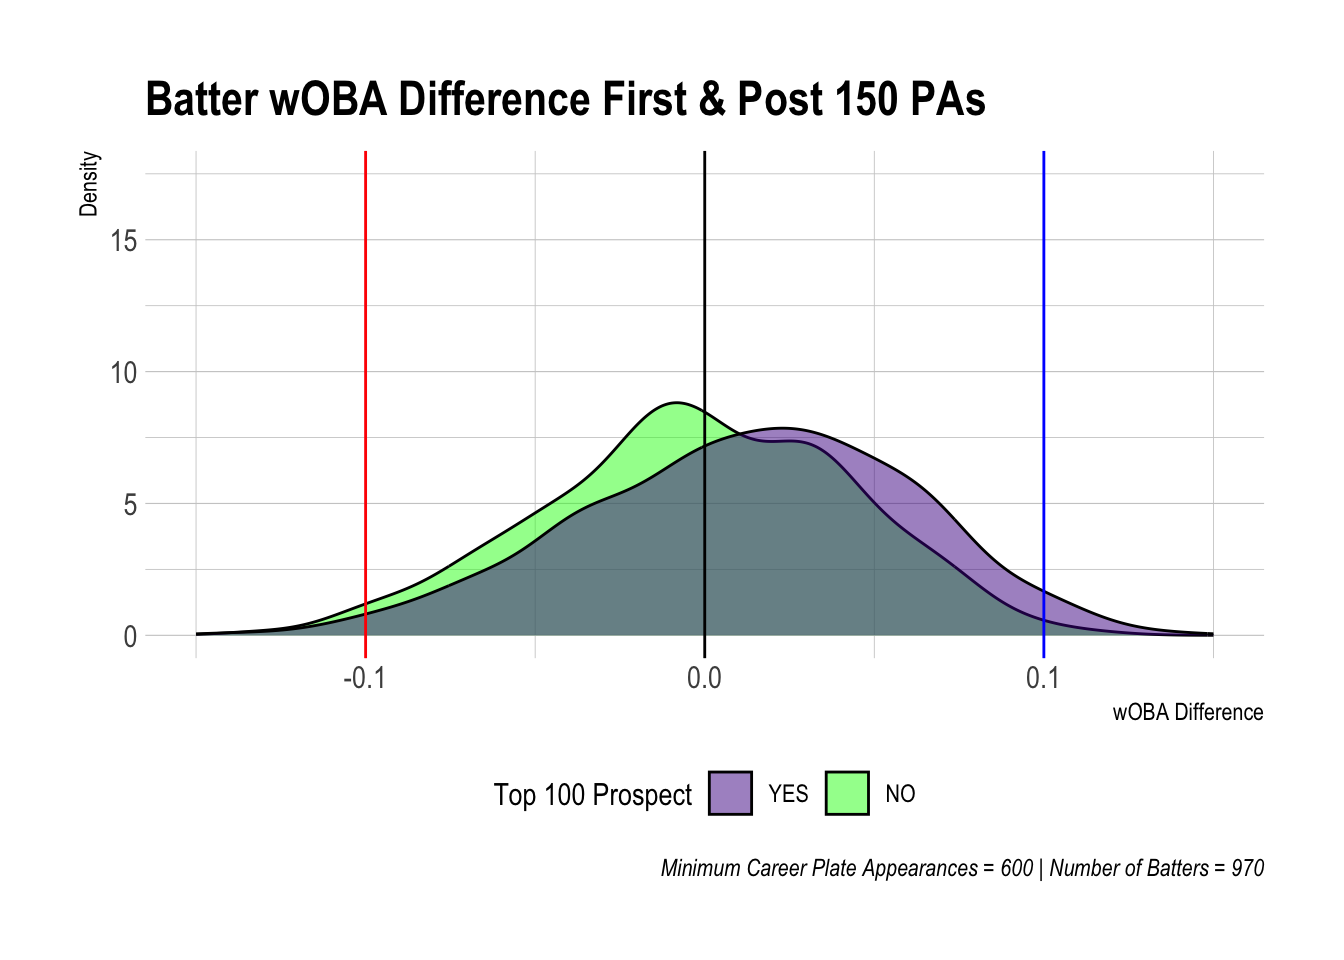 Batter wOBA Difference First & Post 150 PAs
Density
15
10
5
0
-0.1 0.0 0.1
wOBA Difference
Top 100 Prospect YES NO
Minimum Career Plate Appearances = 600 | Number of Batters = 970